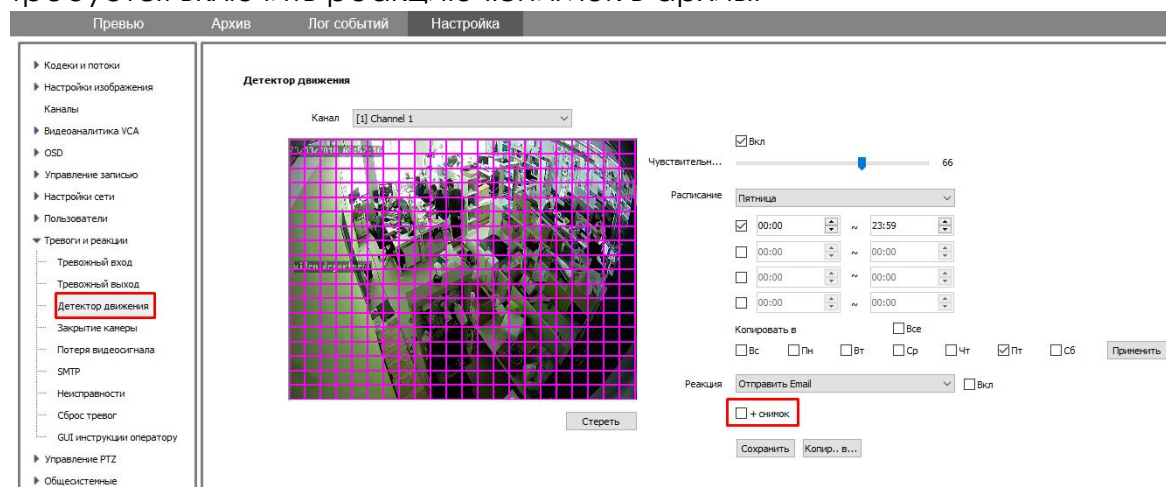 Превью Архив Лог событий Настройка
Кодеки и потоки
Настройки изображения
Каналы
Видеоаналитика VCA
OSD
Управление записью
Настройки сети
Пользователи
Тревоги и реакции
Тревожный вход
Тревожный выход
Детектор движения
Закрытие камеры
Потеря видеосигнала
SMTP
Неисправности
Сброс тревог
GUI инструкции оператору
Управление PTZ
Общесистемные
Детектор движения
Канал [1] Channel 1
Стереть
Вкл
Чувствительн... 66
Расписание Пятница
00:00 ~ 23:59
00:00 ~ 00:00
00:00 ~ 00:00
00:00 ~ 00:00
Копировать в Все
Вс Пн Вт Ср Чт Пт Сб Применить
Реакция Отправить Email Вкл
+ снимок
Сохранить Копир.. в...